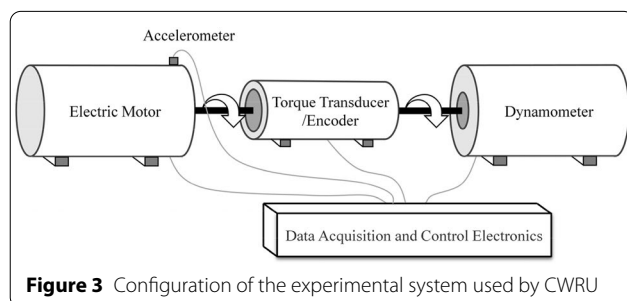 Accelerometer
Electric Motor
Torque Transducer
/Encoder
Dynamometer
Data Acquisition and Control Electronics
Figure 3 Configuration of the experimental system used by CWRU